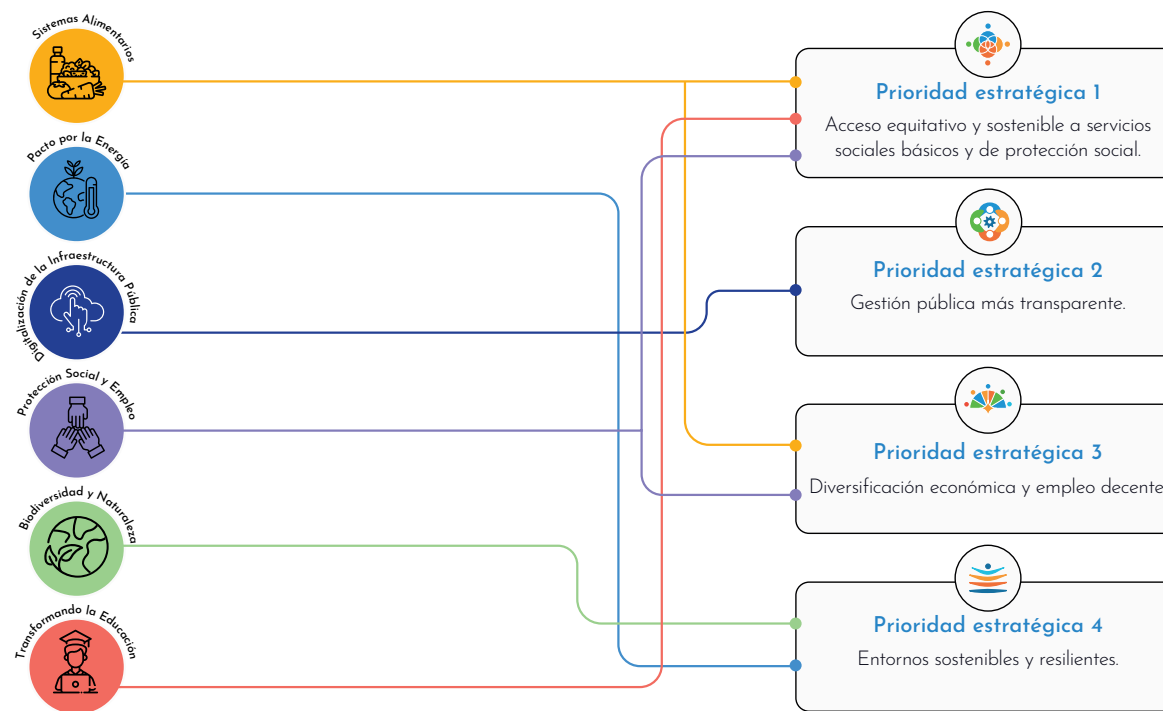 Sistemas Alimentarios
Pacto por la Energía
Digitalización de la Infraestructura Pública
Protección Social y Empleo
Biodiversidad y Naturaleza
Transformando la Educación
Prioridad estratégica 1
Acceso equitativo y sostenible a servicios
sociales básicos y de protección social.
Prioridad estratégica 2
Gestión pública más transparente.
Prioridad estratégica 3
Diversificación económica y empleo decente
Prioridad estratégica 4
Entornos sostenibles y resilientes.